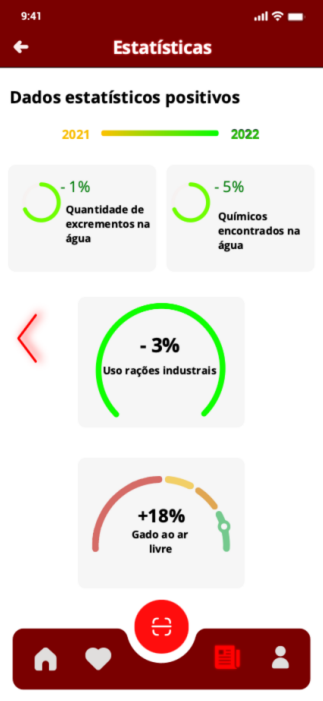 9:41
Estatísticas
Dados estatísticos positivos
2021
2022
- 1%
Quantidade de
excrementos na
água
- 5%
Químicos
encontrados na
água
- 3%
Uso rações industrais
+18%
Gado ao ar
livre